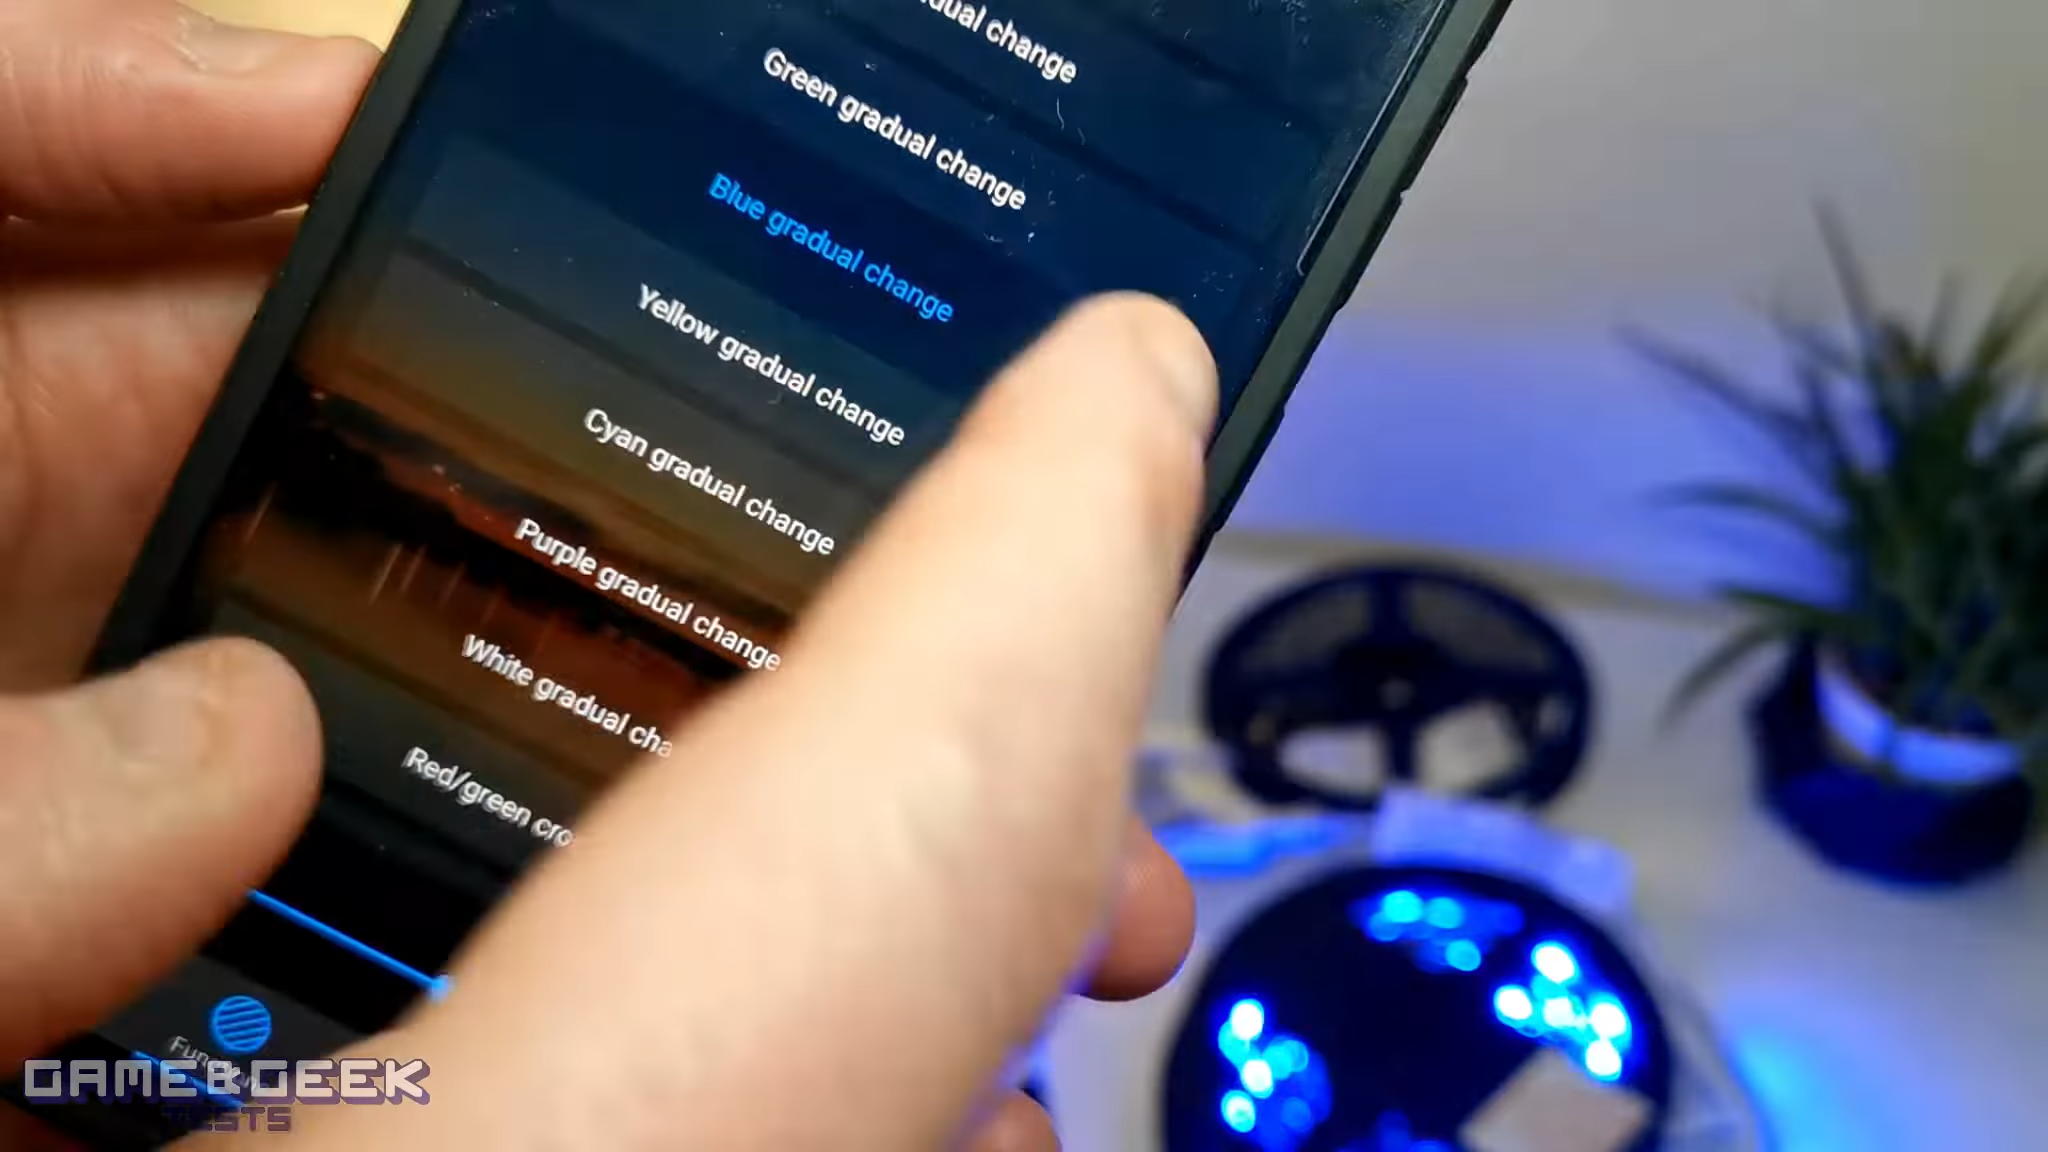 change
Green gradual change
Blue gradual change
Yellow gradual change
Cyan gradual change
Purple gradual change
White gradual cha
Red/green cro
GAME&GEEK
TESTS